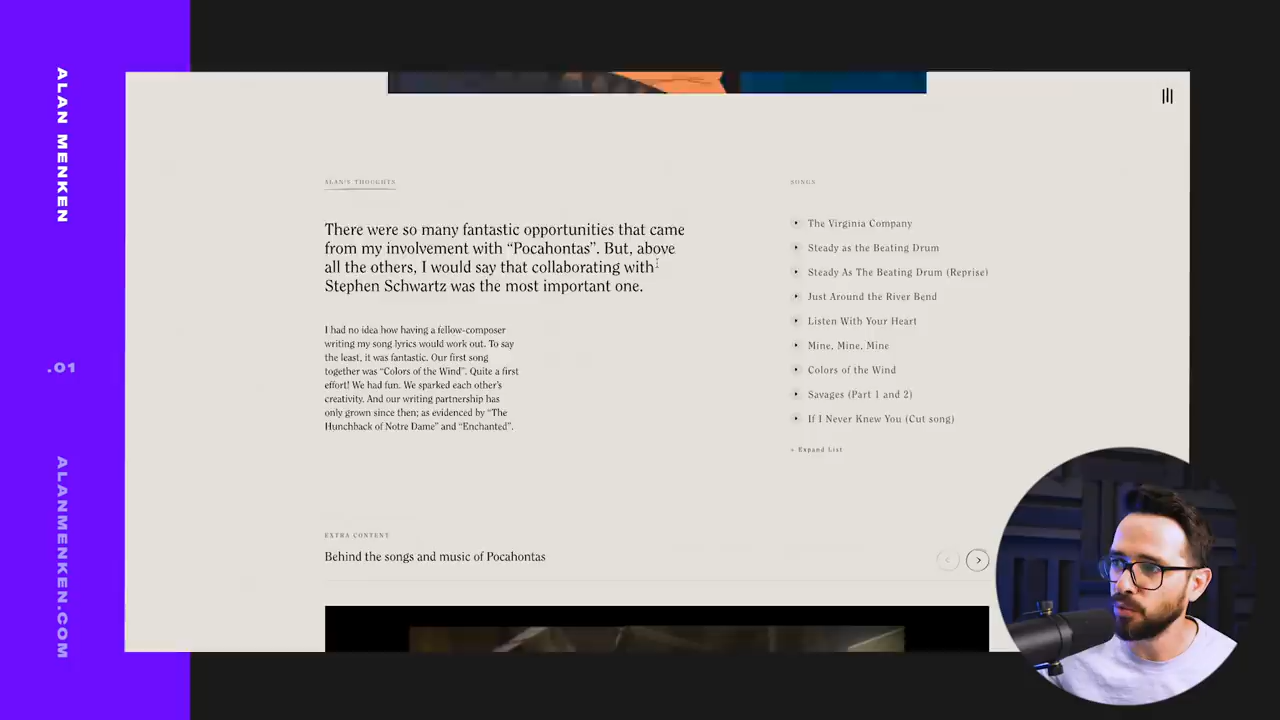 ALAN MENKEN
.01
ALANMENKEN.COM
ALAN'S THOUGHTS
There were so many fantastic opportunities that came
from my involvement with “Pocahontas”. But, above
all the others, I would say that collaborating with
Stephen Schwartz was the most important one.
I had no idea how having a fellow-composer
writing my song lyrics would work out. To say
the least, it was fantastic. Our first song
together was “Colors of the Wind”. Quite a first
effort! We had fun. We sparked each other’s
creativity. And our writing partnership has
only grown since then; as evidenced by “The
Hunchback of Notre Dame” and “Enchanted”.
SONGS
The Virginia Company
Steady as the Beating Drum
Steady As The Beating Drum (Reprise)
Just Around the River Bend
Listen With Your Heart
Mine, Mine, Mine
Colors of the Wind
Savages (Part 1 and 2)
If I Never Knew You (Cut song)
+ Expand List
EXTRA CONTENT
Behind the songs and music of Pocahontas